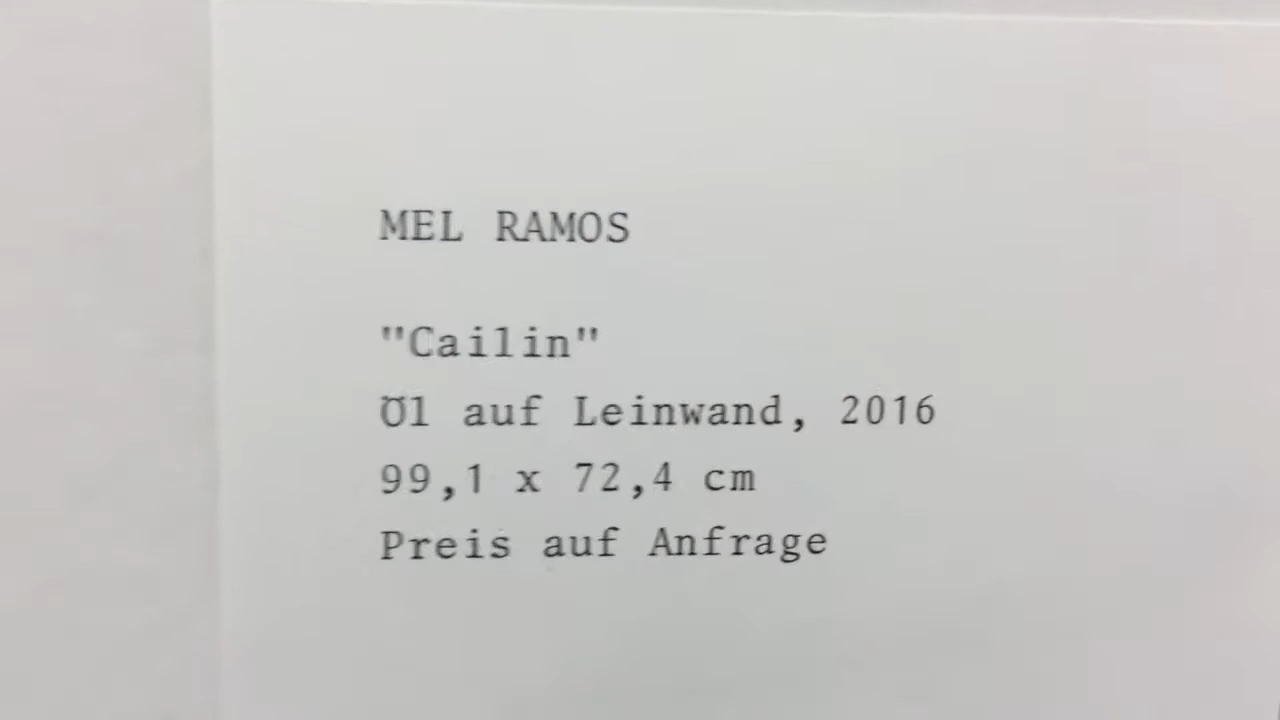 MEL RAMOS
"Cailin"
Öl auf Leinwand, 2016
99,1 x 72,4 cm
Preis auf Anfrage